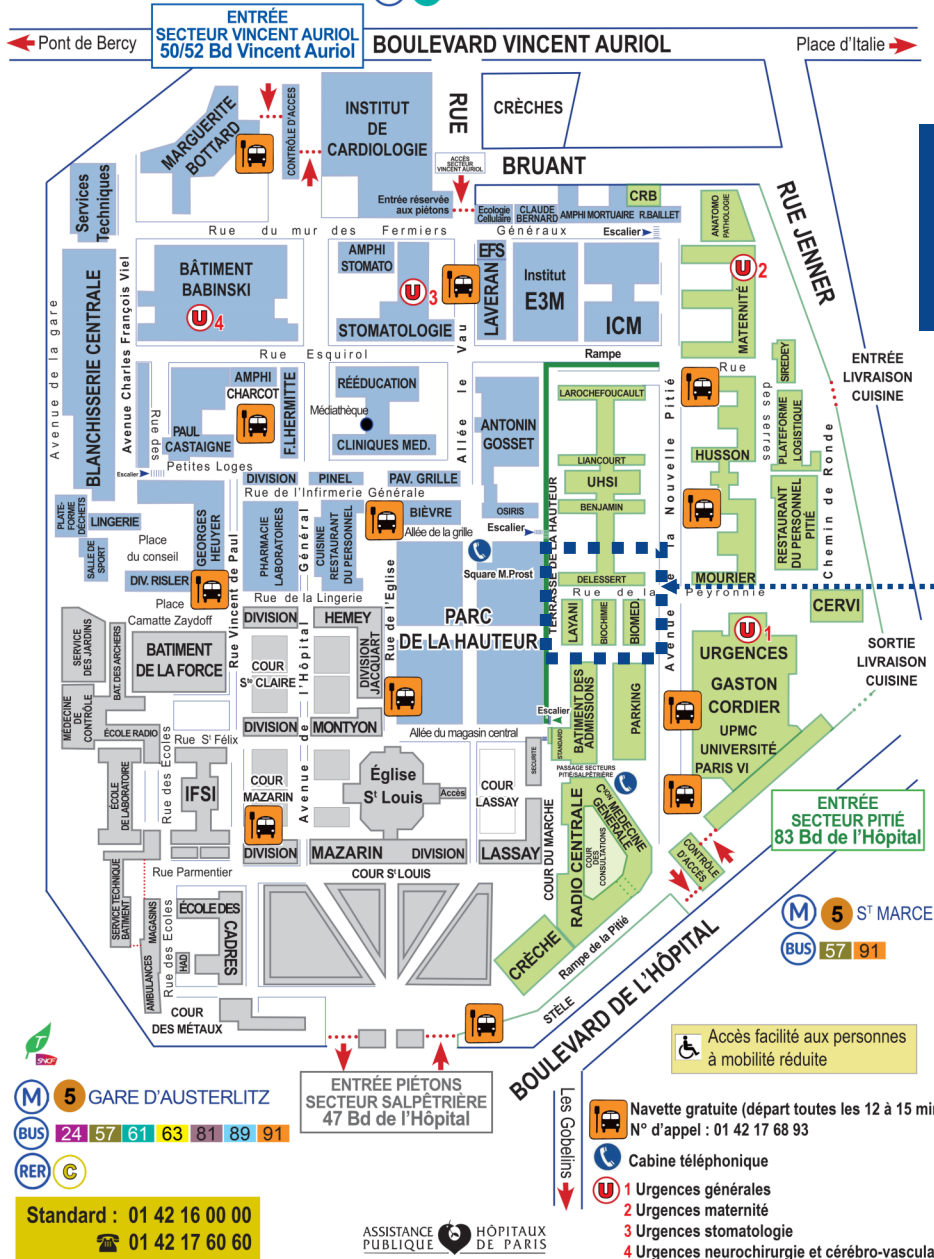 ENTRÉE
SECTEUR VINCENT AURIOL
50/52 Bd Vincent Auriol
Pont de Bercy
BOULEVARD VINCENT AURIOL
Place d'Italie
MARGUERITE
BOTTARD
CONTRÔLE D'ACCES
INSTITUT
DE
CARDIOLOGIE
RUE
CRÈCHES
BRUANT
ACCÈS
SECTEUR
VINCENT AURIOL
Entrée réservée
aux piétons
Services
Techniques
Ecologie
Cellulaire
CLAUDE
BERNARD
AMPHI MORTUAIRE
R.BAILLET
CRB
ANATOMO
PATHOLOGIE
RUE JENNER
Rue du mur des Fermiers Généraux
Escalier
AMPHI
STOMATO
EFS
BÂTIMENT
BABINSKI
U 4
U 3
STOMATOLOGIE
LAVERAN
Institut
E3M
ICM
U 2
MATERNITÉ
Avenue de la gare
BLANCHISSERIE CENTRALE
Avenue Charles François Viel
Rue Esquirol
Allée le Vau
Rampe
Rue des serres
SIREDEY
ENTRÉE
LIVRAISON
CUISINE
AMPHI
CHARCOT
PAUL
CASTAIGNE
F.LHERMITTE
RÉÉDUCATION
Médiathèque
CLINIQUES MED.
ANTONIN
GOSSET
LAROCHEFOUCAULT
LIANCOURT
UHSI
BENJAMIN
DELESSERT
Avenue de la Nouvelle Pitié
HUSSON
PLATEFORME
LOGISTIQUE
RESTAURANT
DU PERSONNEL
PITIÉ
Chemin de Ronde
Rue des
Petites Loges
Escalier
DIVISION
PINEL
PAV. GRILLE
Rue de l'Infirmerie Générale
PLATE-
FORME
DÉCHETS
LINGERIE
SALLE DE
SPORT
Place
du conseil
GEORGES
HEUYER
DIV. RISLER
PHARMACIE
LABORATOIRES
CUISINE
RESTAURANT
DU PERSONNEL
BIÈVRE
Allée de la grille
OSIRIS
Escalier
Square M.Prost
TERRASSE DE LA HAUTEUR
MOURIER
Rue de la Peyronnie
CERVI
Place
Camatte Zaydoff
Rue Vincent de Paul
Rue de la Lingerie
Avenue de l'Hôpital Général
DIVISION
HEMEY
Rue de l'Eglise
PARC
DE LA HAUTEUR
LAYANI
BIOCHIMIE
BIOMED.
U 1
URGENCES
GASTON
CORDIER
UPMC
UNIVERSITÉ
PARIS VI
SORTIE
LIVRAISON
CUISINE
SERVICE
DES JARDINS
BAT. DES ARCHERS
BATIMENT
DE LA FORCE
COUR
Ste CLAIRE
DIVISION
JACQUART
MÉDECINE
DE
CONTRÔLE
ÉCOLE RADIO
Rue St Félix
DIVISION
MONTYON
Allée du magasin central
Escalier
STANDARD
BATIMENT DES
ADMISSIONS
PARKING
SECURITE
PASSAGE SECTEURS
PITIÉ/SALPÊTRIÈRE
ÉCOLE
DE LABORATOIRE
Rue des Ecoles
IFSI
COUR
MAZARIN
Église
St Louis
Accès
COUR
LASSAY
COUR DU MARCHE
RADIO CENTRALE
COUR
DES
CONSULTATIONS
Cion MEDECINE
GENERALE
ENTRÉE
SECTEUR PITIÉ
83 Bd de l'Hôpital
DIVISION
MAZARIN
DIVISION
LASSAY
CONTRÔLE
D'ACCÈS
Rue Parmentier
COUR St LOUIS
SERVICE TECHNIQUE
BATIMENT
MAGASINS
AMBULANCES
Rue des Ecoles
HAD
ÉCOLE DES
CADRES
COUR
DES MÉTAUX
CRÈCHE
Rampe de la Pitié
STÈLE
BOULEVARD DE L'HÔPITAL
M 5 ST MARCE
BUS 57 91
T
SNCF
M 5 GARE D'AUSTERLITZ
BUS 24 57 61 63 81 89 91
RER C
ENTRÉE PIÉTONS
SECTEUR SALPÊTRIÈRE
47 Bd de l'Hôpital
Les Gobelins
Accès facilité aux personnes
à mobilité réduite
Navette gratuite (départ toutes les 12 à 15 min
N° d'appel : 01 42 17 68 93
Cabine téléphonique
U 1 Urgences générales
2 Urgences maternité
3 Urgences stomatologie
4 Urgences neurochirurgie et cérébro-vascula
Standard : 01 42 16 00 00
01 42 17 60 60
ASSISTANCE HÔPITAUX
PUBLIQUE DE PARIS